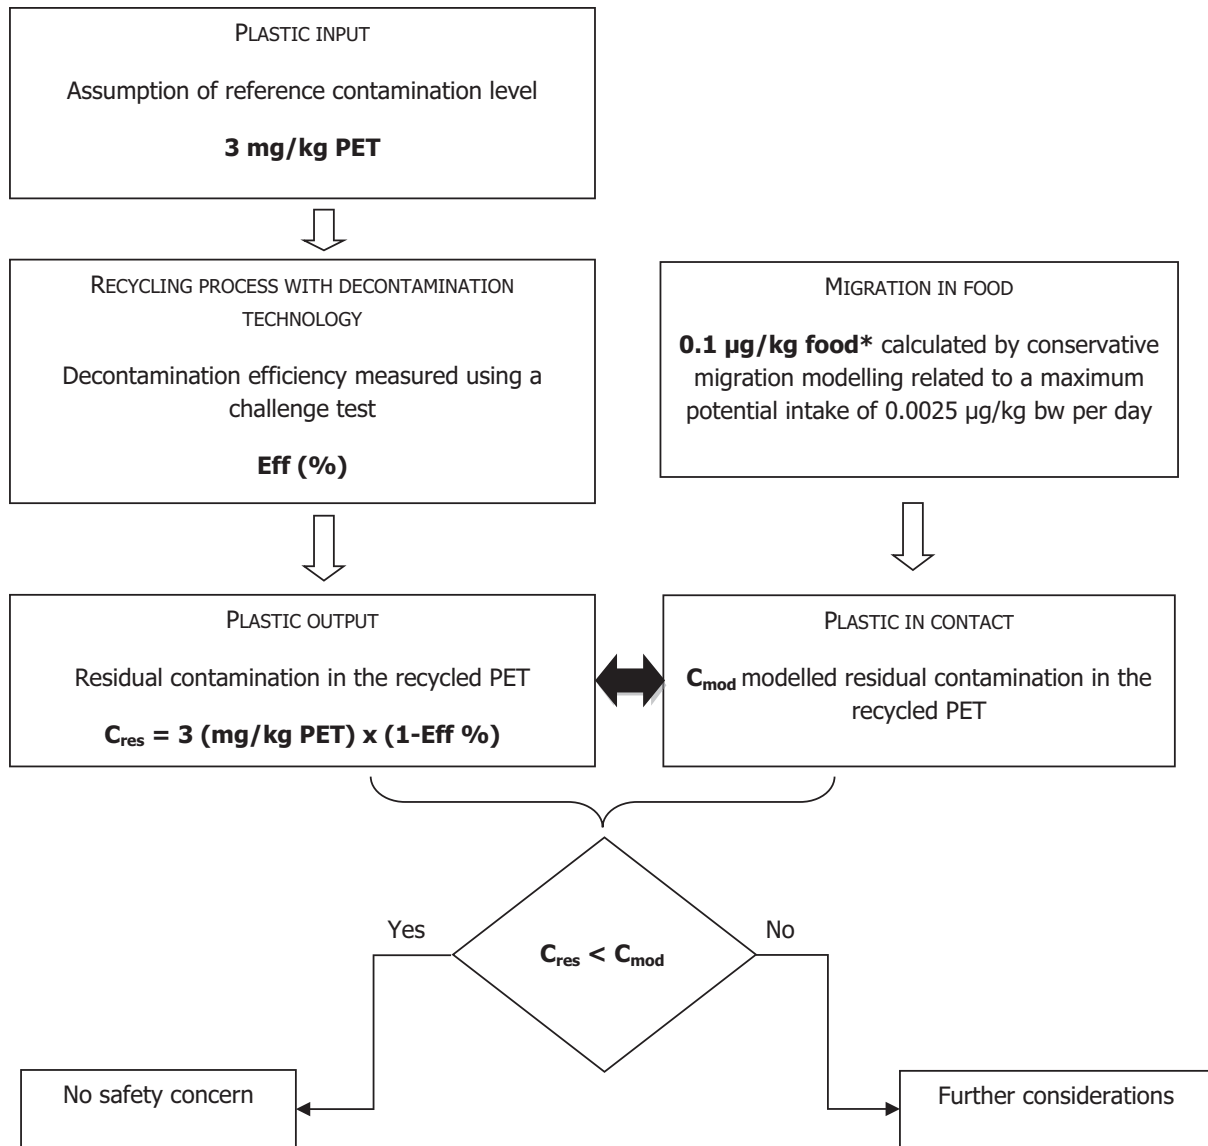 PLASTIC INPUT
Assumption of reference contamination level
3 mg/kg PET
RECYCLING PROCESS WITH DECONTAMINATION
TECHNOLOGY
Decontamination efficiency measured using a
challenge test
Eff (%)
MIGRATION IN FOOD
0.1 µg/kg food* calculated by conservative
migration modelling related to a maximum
potential intake of 0.0025 µg/kg bw per day
PLASTIC OUTPUT
Residual contamination in the recycled PET
Cres = 3 (mg/kg PET) x (1-Eff %)
PLASTIC IN CONTACT
Cmod modelled residual contamination in the
recycled PET
Yes
Cres < Cmod
No
No safety concern
Further considerations